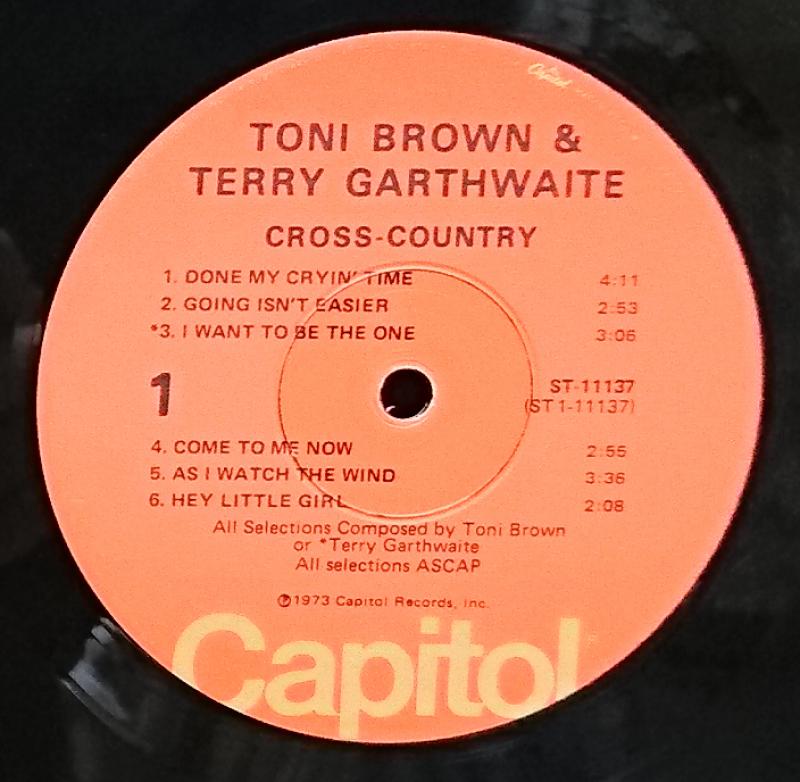 Capitol
TONI BROWN &
TERRY GARTHWAITE
CROSS-COUNTRY
1. DONE MY CRYIN' TIME 4:11
2. GOING ISN'T EASIER 2:53
*3. I WANT TO BE THE ONE 3:06
1 ST-11137
(ST 1-11137)
4. COME TO ME NOW 2:55
5. AS I WATCH THE WIND 3:36
6. HEY LITTLE GIRL 2:08
All Selections Composed by Toni Brown
or *Terry Garthwaite
All selections ASCAP
℗1973 Capitol Records, Inc.
Capitol